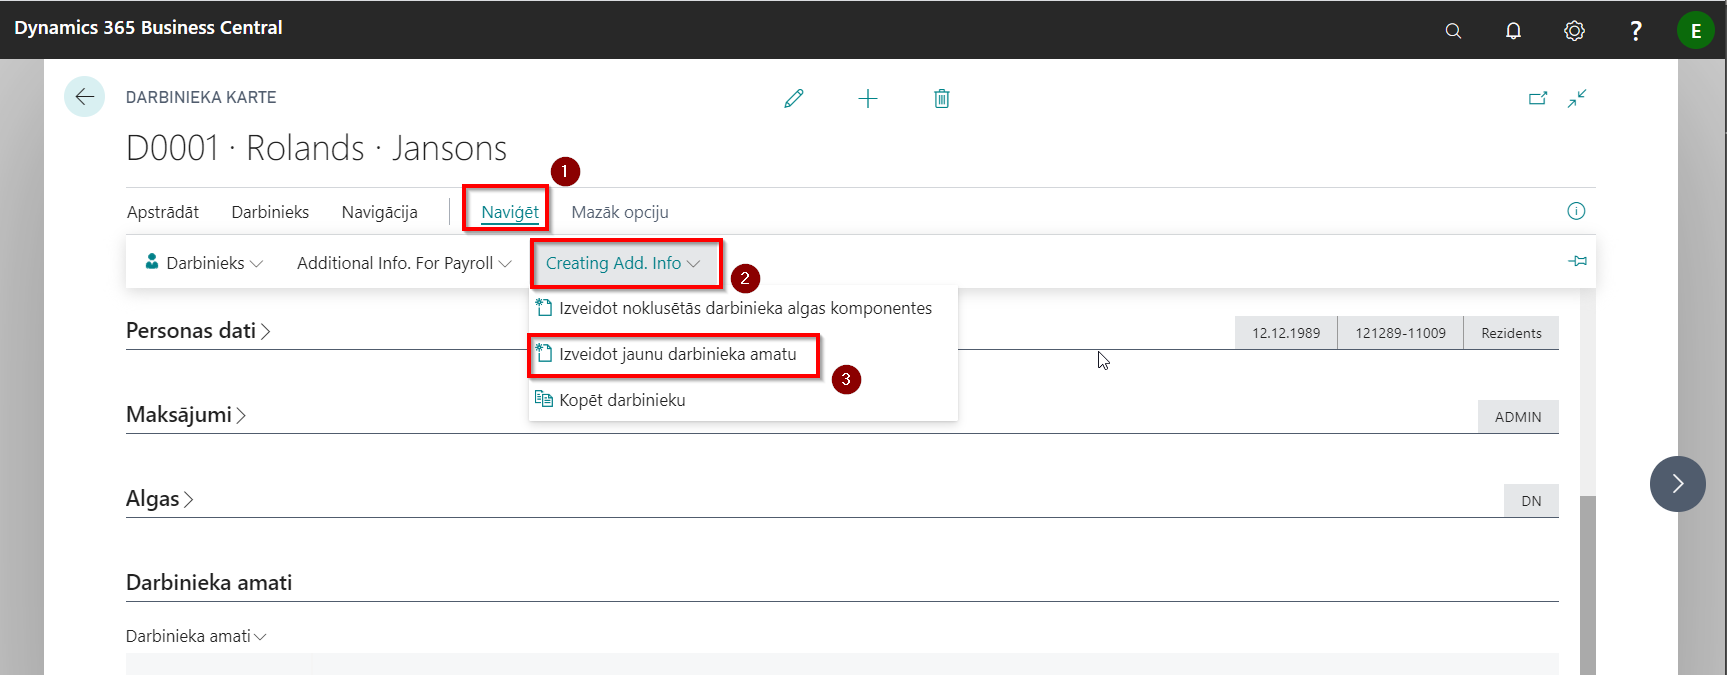 Dynamics 365 Business Central
?
E
DARBINIEKA KARTE
D0001 · Rolands · Jansons
1
Apstrādāt Darbinieks Navigācija Naviģēt Mazāk opciju
Darbinieks Additional Info. For Payroll Creating Add. Info
2
Izveidot noklusētās darbinieka algas komponentes
Personas dati 12.12.1989 121289-11009 Rezidents
Izveidot jaunu darbinieka amatu
3
Kopēt darbinieku
Maksājumi ADMIN
Algas DN
Darbinieka amati
Darbinieka amati